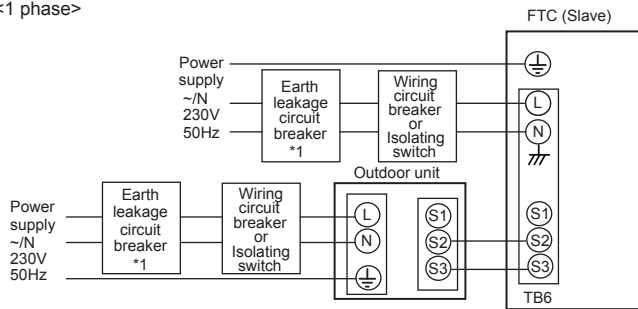 <1 phase>
FTC (Slave)
Power
supply
~/N
230V
50Hz
Earth
leakage
circuit
breaker
*1
Wiring
circuit
breaker
or
Isolating
switch
L
N
Outdoor unit
Power
supply
~/N
230V
50Hz
Earth
leakage
circuit
breaker
*1
Wiring
circuit
breaker
or
Isolating
switch
L
N
S1
S2
S3
S1
S2
S3
TB6